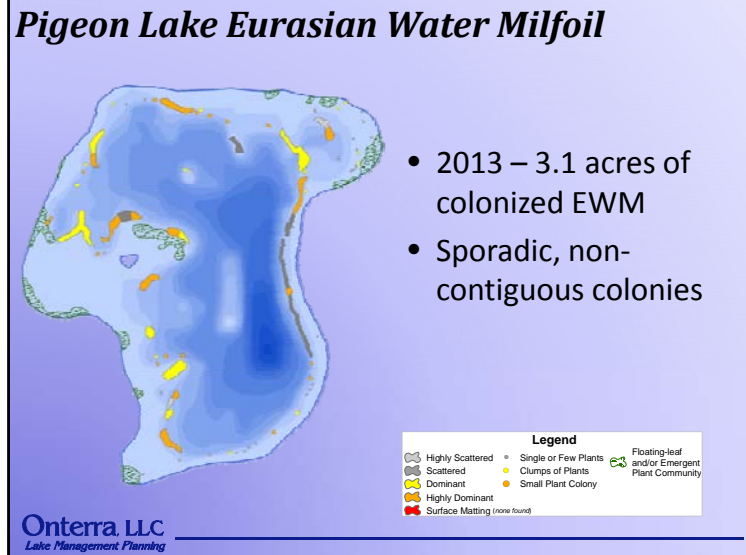 Pigeon Lake Eurasian Water Milfoil
• 2013 – 3.1 acres of
colonized EWM
• Sporadic, non-
contiguous colonies
Legend
Highly Scattered
Scattered
Dominant
Highly Dominant
Surface Matting (none found)
Single or Few Plants
Clumps of Plants
Small Plant Colony
Floating-leaf
and/or Emergent
Plant Community
Onterra, LLC
Lake Management Planning